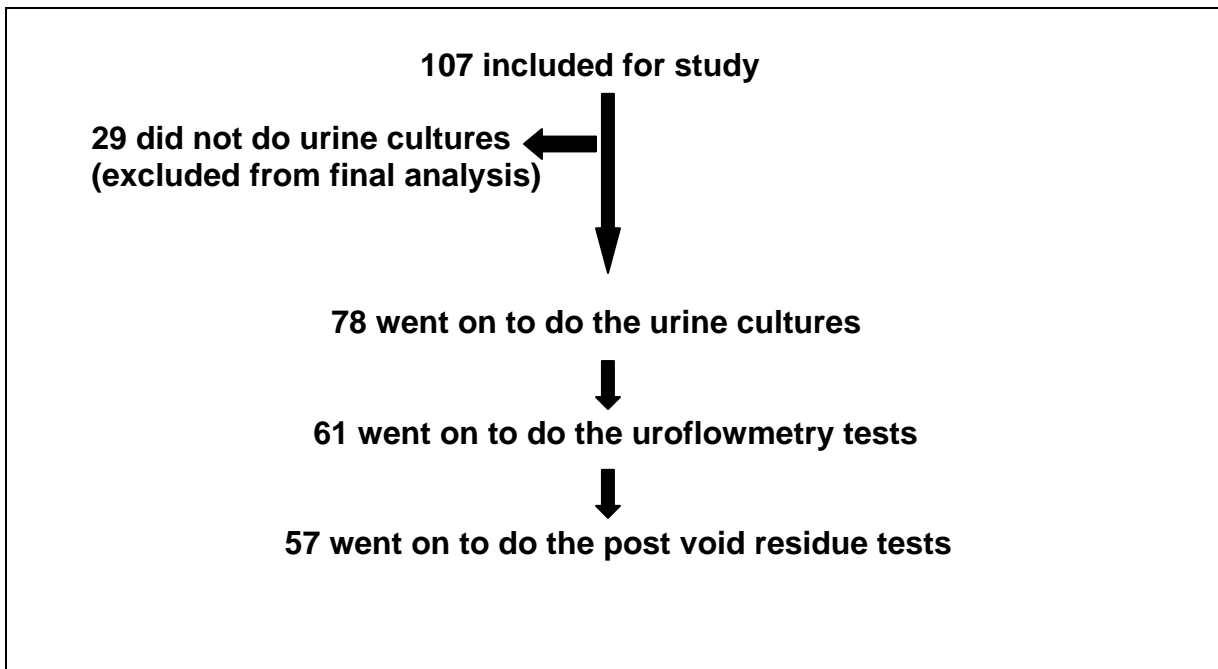 107 included for study
29 did not do urine cultures
(excluded from final analysis)
78 went on to do the urine cultures
61 went on to do the uroflowmetry tests
57 went on to do the post void residue tests